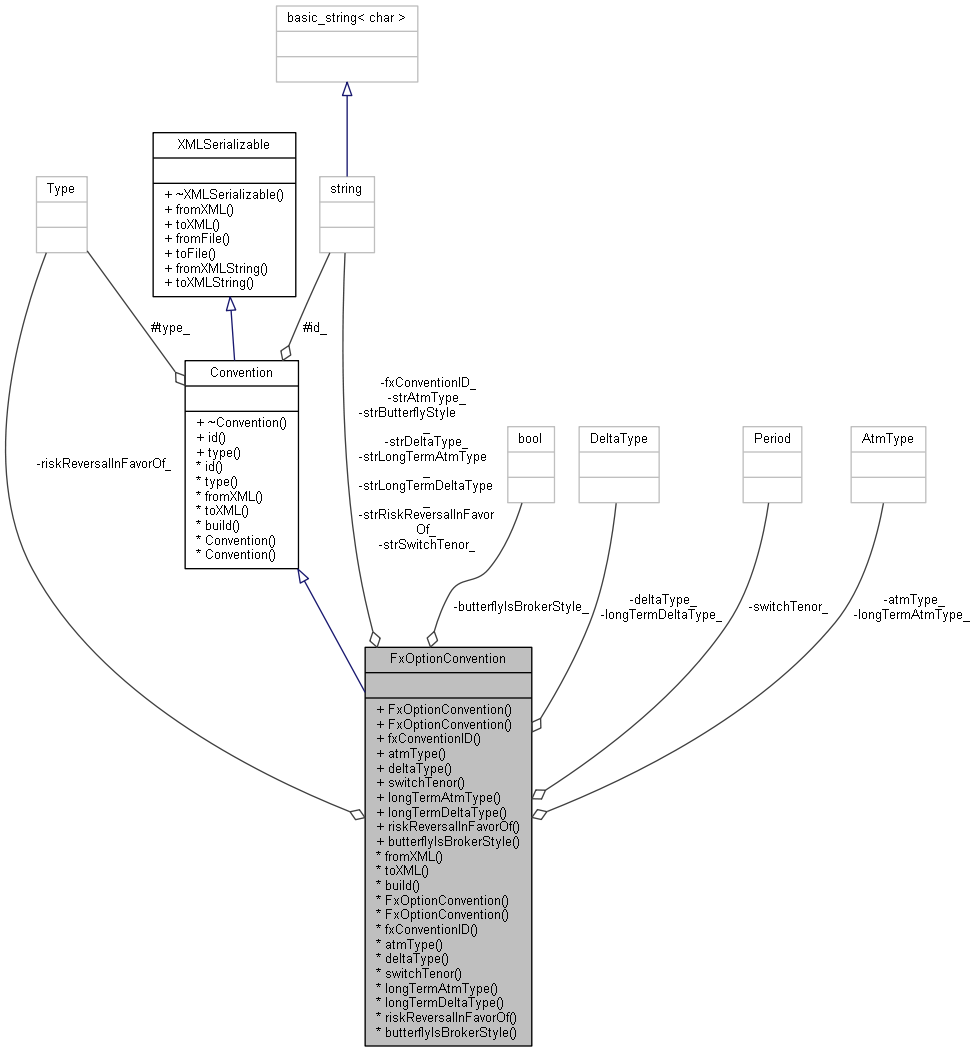 basic_string< char >
XMLSerializable
+ ~XMLSerializable()
+ fromXML()
+ toXML()
+ fromFile()
+ toFile()
+ fromXMLString()
+ toXMLString()
Type
string
#type_
#id_
Convention
+ ~Convention()
+ id()
+ type()
* id()
* type()
* fromXML()
* toXML()
* build()
* Convention()
* Convention()
-riskReversalInFavorOf_
-fxConventionID_
-strAtmType_
-strButterflyStyle
_
-strDeltaType_
-strLongTermAtmType
_
-strLongTermDeltaType
_
-strRiskReversalInFavor
Of_
-strSwitchTenor_
bool
DeltaType
Period
AtmType
-butterflyIsBrokerStyle_
-deltaType_
-longTermDeltaType_
-switchTenor_
-atmType_
-longTermAtmType_
FxOptionConvention
+ FxOptionConvention()
+ FxOptionConvention()
+ fxConventionID()
+ atmType()
+ deltaType()
+ switchTenor()
+ longTermAtmType()
+ longTermDeltaType()
+ riskReversalInFavorOf()
+ butterflyIsBrokerStyle()
* fromXML()
* toXML()
* build()
* FxOptionConvention()
* FxOptionConvention()
* fxConventionID()
* atmType()
* deltaType()
* switchTenor()
* longTermAtmType()
* longTermDeltaType()
* riskReversalInFavorOf()
* butterflyIsBrokerStyle()